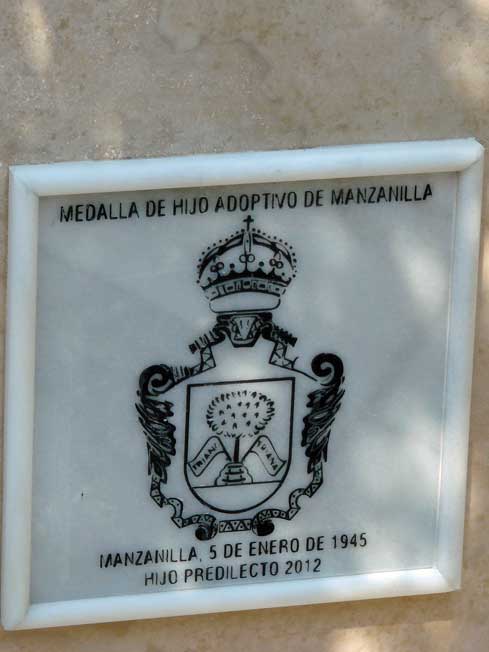 MEDALLA DE HIJO ADOPTIVO DE MANZANILLA
MANZANILLA, 5 DE ENERO DE 1945
HIJO PREDILECTO 2012